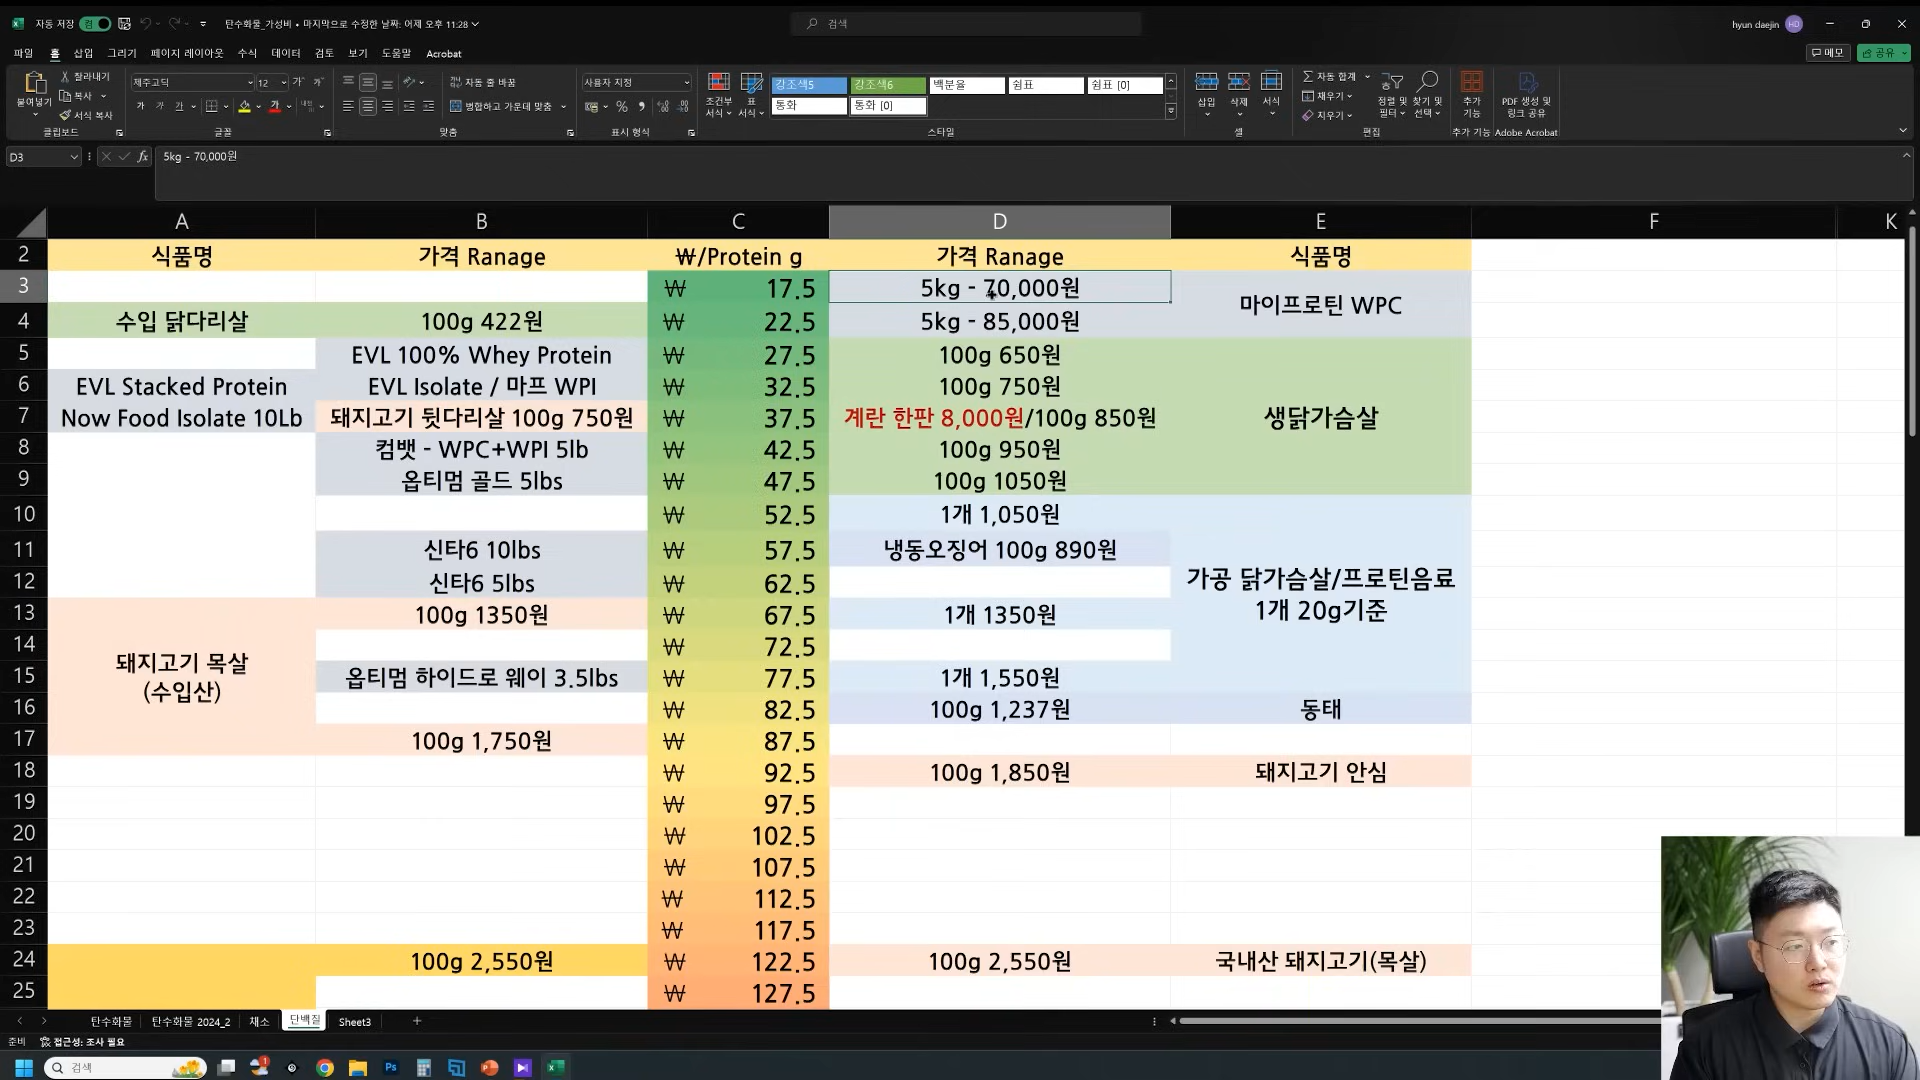 자동 저장 켬 탄수화물_가성비 • 마지막으로 수정한 날짜: 어제 오후 11:28 검색 hyun daejin HD
파일 홈 삽입 그리기 페이지 레이아웃 수식 데이터 검토 보기 도움말 Acrobat 메모 공유
붙여넣기 잘라내기 복사 서식 복사 클립보드
제주고딕 12 가 가 가 가 가 가 글꼴
자동 줄 바꿈 병합하고 가운데 맞춤 맞춤
사용자 지정 % 표시 형식
조건부 서식 표 서식 강조색5 강조색6 백분율 쉼표 쉼표 [0] 통화 통화 [0] 스타일
삽입 삭제 서식 셀
자동 합계 채우기 지우기 정렬 및 필터 찾기 및 선택 편집
추가 기능 추가 기능
PDF 생성 및 링크 공유 Adobe Acrobat
D3 fx 5kg - 70,000원
A B C D E F K
2 식품명 가격 Ranage ₩/Protein g 가격 Ranage 식품명
3 ₩ 17.5 5kg - 70,000원 마이프로틴 WPC
4 수입 닭다리살 100g 422원 ₩ 22.5 5kg - 85,000원
5 EVL 100% Whey Protein ₩ 27.5 100g 650원
6 EVL Stacked Protein EVL Isolate / 마프 WPI ₩ 32.5 100g 750원
7 Now Food Isolate 10Lb 돼지고기 뒷다리살 100g 750원 ₩ 37.5 계란 한판 8,000원/100g 850원 생닭가슴살
8 컴뱃 - WPC+WPI 5lb ₩ 42.5 100g 950원
9 옵티멈 골드 5lbs ₩ 47.5 100g 1050원
10 ₩ 52.5 1개 1,050원
11 신타6 10lbs ₩ 57.5 냉동오징어 100g 890원
12 신타6 5lbs ₩ 62.5 가공 닭가슴살/프로틴음료
1개 20g기준
13 100g 1350원 ₩ 67.5 1개 1350원
14 돼지고기 목살
(수입산) ₩ 72.5
15 옵티멈 하이드로 웨이 3.5lbs ₩ 77.5 1개 1,550원
16 ₩ 82.5 100g 1,237원 동태
17 100g 1,750원 ₩ 87.5
18 ₩ 92.5 100g 1,850원 돼지고기 안심
19 ₩ 97.5
20 ₩ 102.5
21 ₩ 107.5
22 ₩ 112.5
23 ₩ 117.5
24 100g 2,550원 ₩ 122.5 100g 2,550원 국내산 돼지고기(목살)
25 ₩ 127.5
탄수화물 탄수화물 2024_2 채소 단백질 Sheet3 +
준비 접근성: 조사 필요
검색 1 Ps